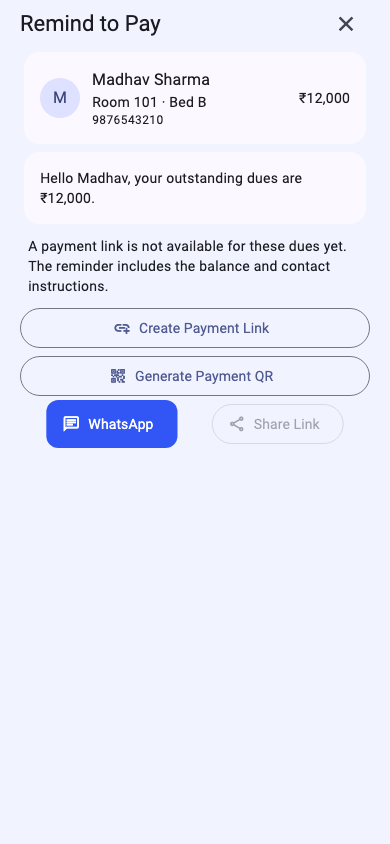 Remind to Pay
M
Madhav Sharma
Room 101 · Bed B
9876543210
₹12,000
Hello Madhav, your outstanding dues are
₹12,000.
A payment link is not available for these dues yet.
The reminder includes the balance and contact
instructions.
Create Payment Link
Generate Payment QR
WhatsApp
Share Link